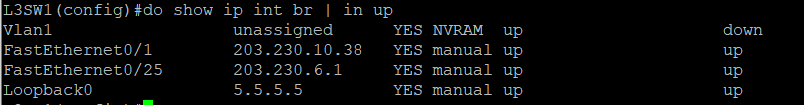 L3SW1(config)#do show ip int br | in up
Vlan1 unassigned YES NVRAM up down
FastEthernet0/1 203.230.10.38 YES manual up up
FastEthernet0/25 203.230.6.1 YES manual up up
Loopback0 5.5.5.5 YES manual up up